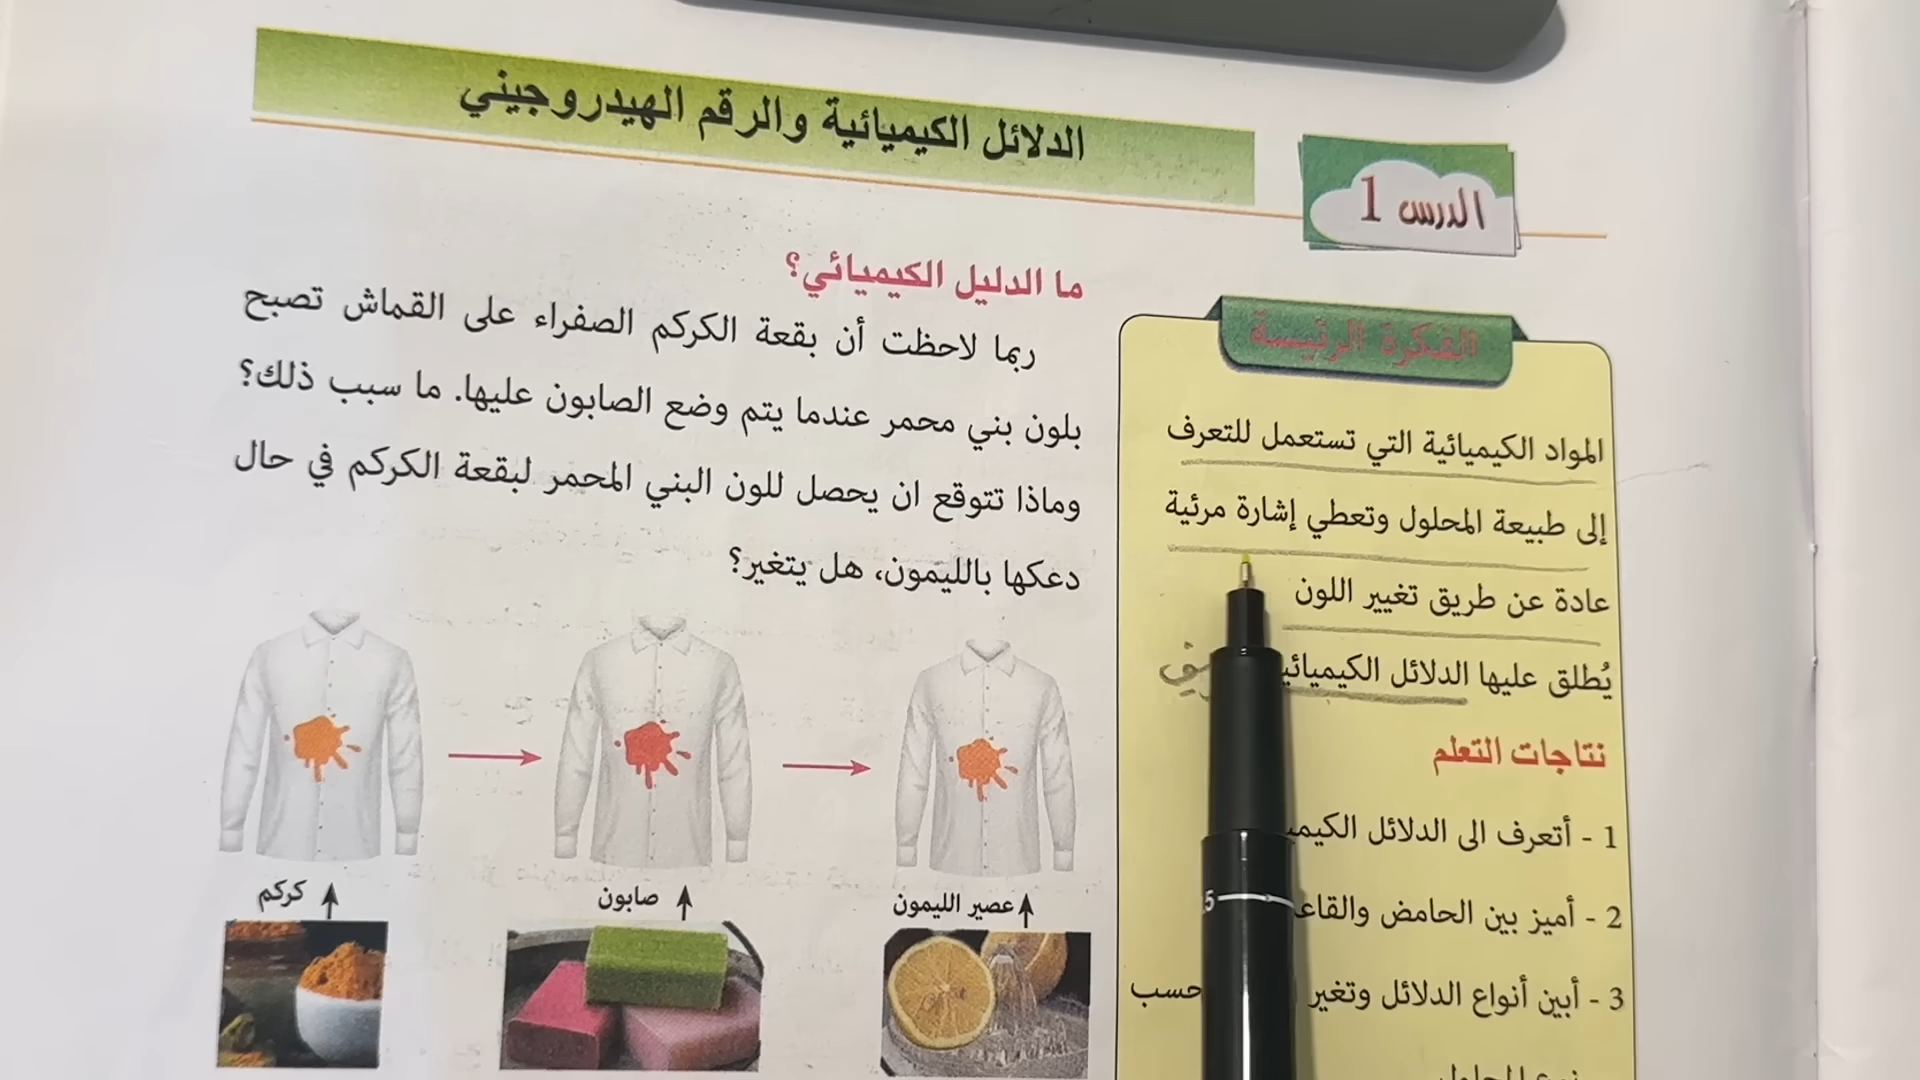 الدلائل الكيميائية والرقم الهيدروجيني
الدرس 1
ما الدليل الكيميائي؟
ربما لاحظت أن بقعة الكركم الصفراء على القماش تصبح
بلون بني محمر عندما يتم وضع الصابون عليها. ما سبب ذلك؟
وماذا تتوقع ان يحصل للون البني المحمر لبقعة الكركم في حال
دعكها بالليمون، هل يتغير؟
كركم
صابون
عصير الليمون
الفكرة الرئيسة
المواد الكيميائية التي تستعمل للتعرف
إلى طبيعة المحلول وتعطي إشارة مرئية
عادة عن طريق تغيير اللون
يُطلق عليها الدلائل
نتاجات التعلم
1 - أتعرف الى الدلائل
2 - أميز بين الحامض
3 - أبين أنواع الدلائل وتغير حسب
5